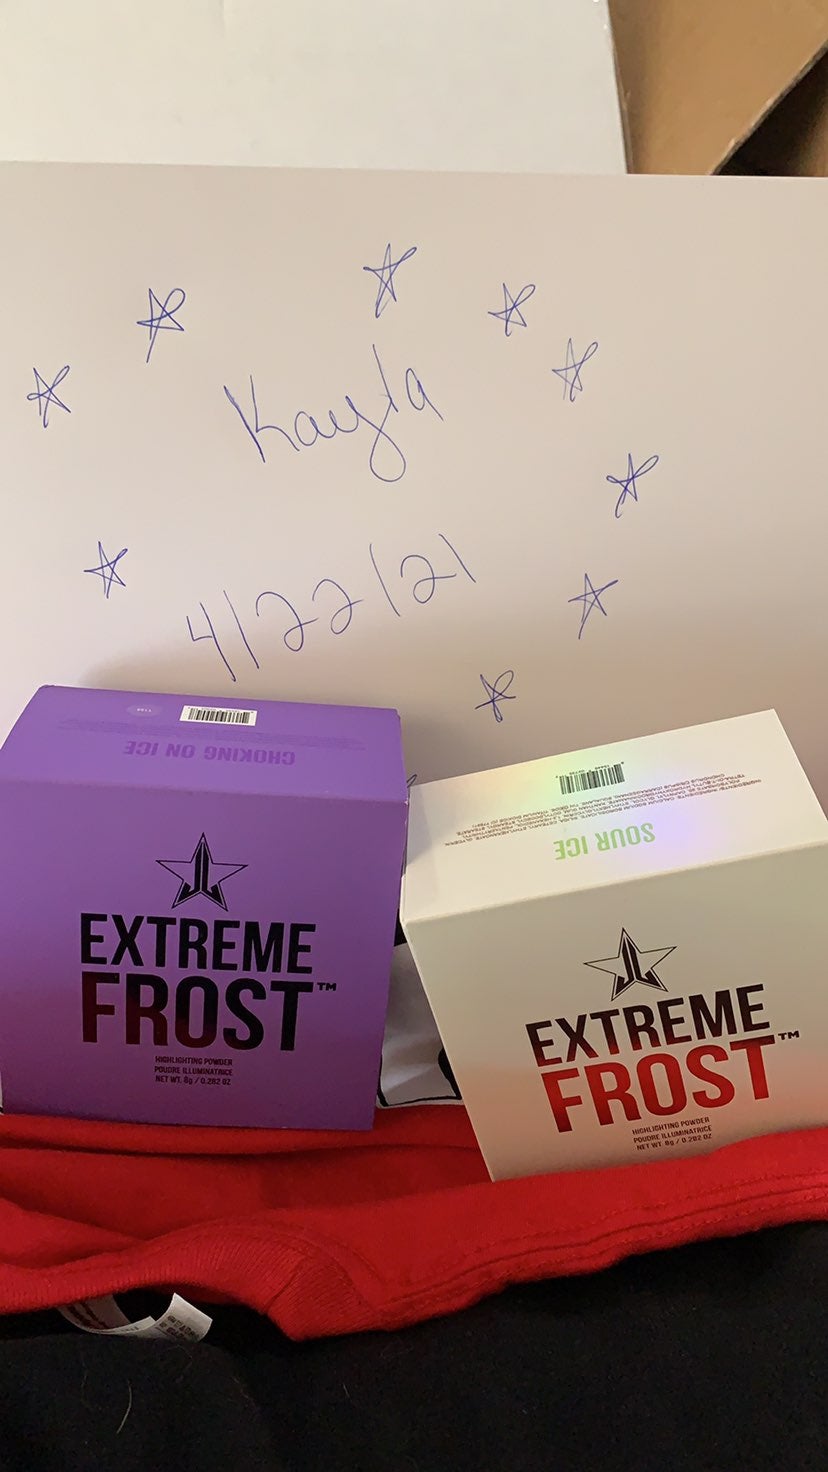 Kayla
4/22/21
CHOKING ON ICE
EXTREME
FROST™
HIGHLIGHTING POWDER
POUDRE ILLUMINATRICE
NET WT. 8g / 0.282 OZ
SOUR ICE
EXTREME
FROST™
HIGHLIGHTING POWDER
POUDRE ILLUMINATRICE
NET WT. 8g / 0.282 OZ